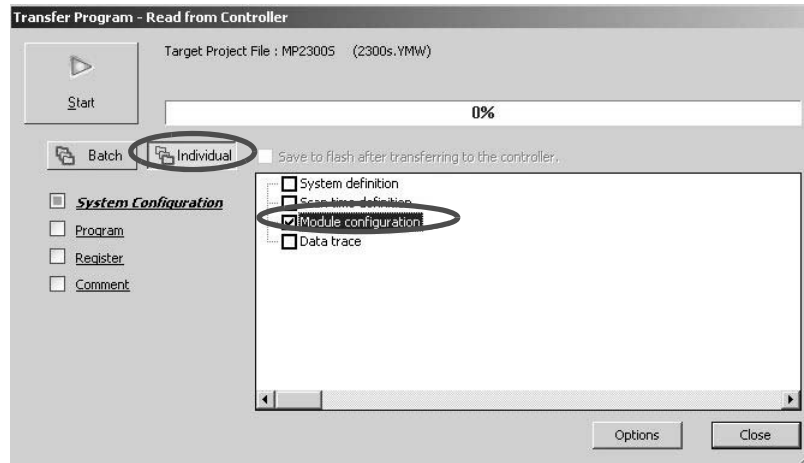 Transfer Program - Read from Controller
Target Project File : MP2300S (2300s.YMW)
Start
0%
Batch
Individual
Save to flash after transferring to the controller.
System Configuration
Program
Register
Comment
System definition
Scan time definition
Module configuration
Data trace
Options
Close